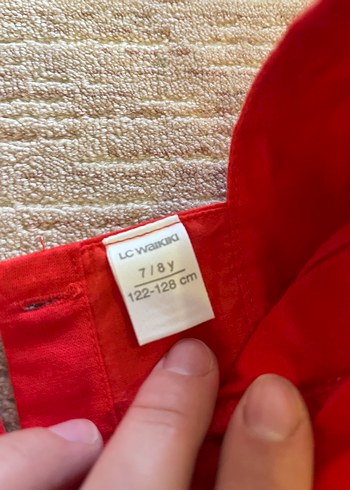 LC WAIKIKI
7 / 8 y
122-128 cm